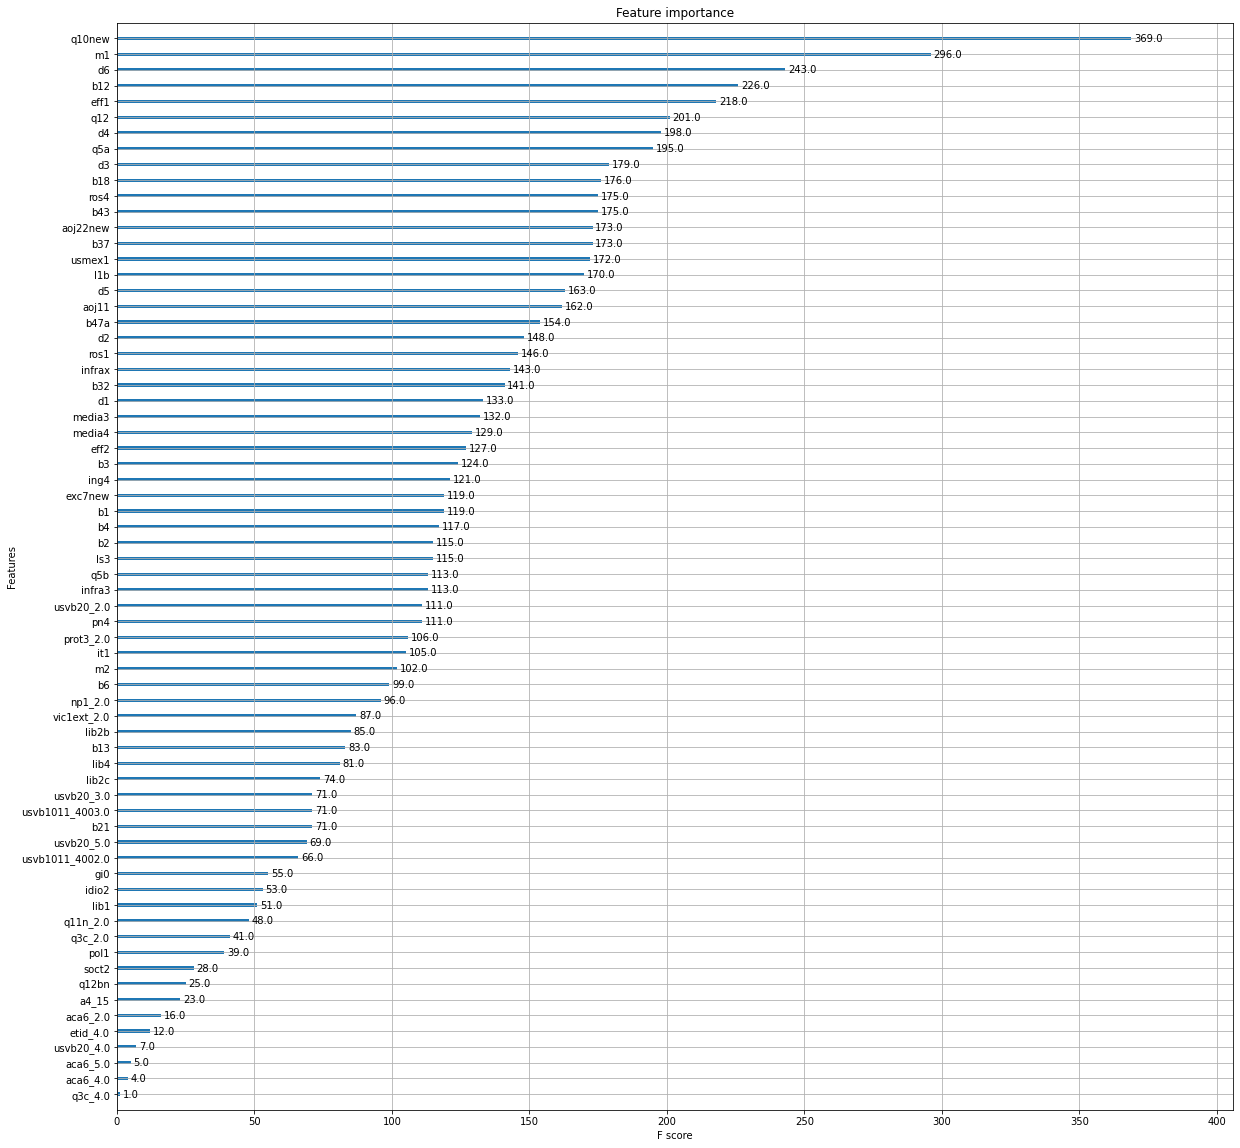 Feature importance
q10new 369.0
m1 296.0
d6 243.0
b12 226.0
eff1 218.0
q12 201.0
d4 198.0
q5a 195.0
d3 179.0
b18 176.0
ros4 175.0
b43 175.0
aoj22new 173.0
b37 173.0
usmex1 172.0
l1b 170.0
d5 163.0
aoj11 162.0
b47a 154.0
d2 148.0
ros1 146.0
infrax 143.0
b32 141.0
d1 133.0
media3 132.0
media4 129.0
eff2 127.0
b3 124.0
ing4 121.0
exc7new 119.0
b1 119.0
b4 117.0
b2 115.0
ls3 115.0
q5b 113.0
infra3 113.0
usvb20_2.0 111.0
pn4 111.0
prot3_2.0 106.0
it1 105.0
m2 102.0
b6 99.0
np1_2.0 96.0
vic1ext_2.0 87.0
lib2b 85.0
b13 83.0
lib4 81.0
lib2c 74.0
usvb20_3.0 71.0
usvb1011_4003.0 71.0
b21 71.0
usvb20_5.0 69.0
usvb1011_4002.0 66.0
gi0 55.0
idio2 53.0
lib1 51.0
q11n_2.0 48.0
q3c_2.0 41.0
pol1 39.0
soct2 28.0
q12bn 25.0
a4_15 23.0
aca6_2.0 16.0
etid_4.0 12.0
usvb20_4.0 7.0
aca6_5.0 5.0
aca6_4.0 4.0
q3c_4.0 1.0
Features
0 50 100 150 200 250 300 350 400
F score